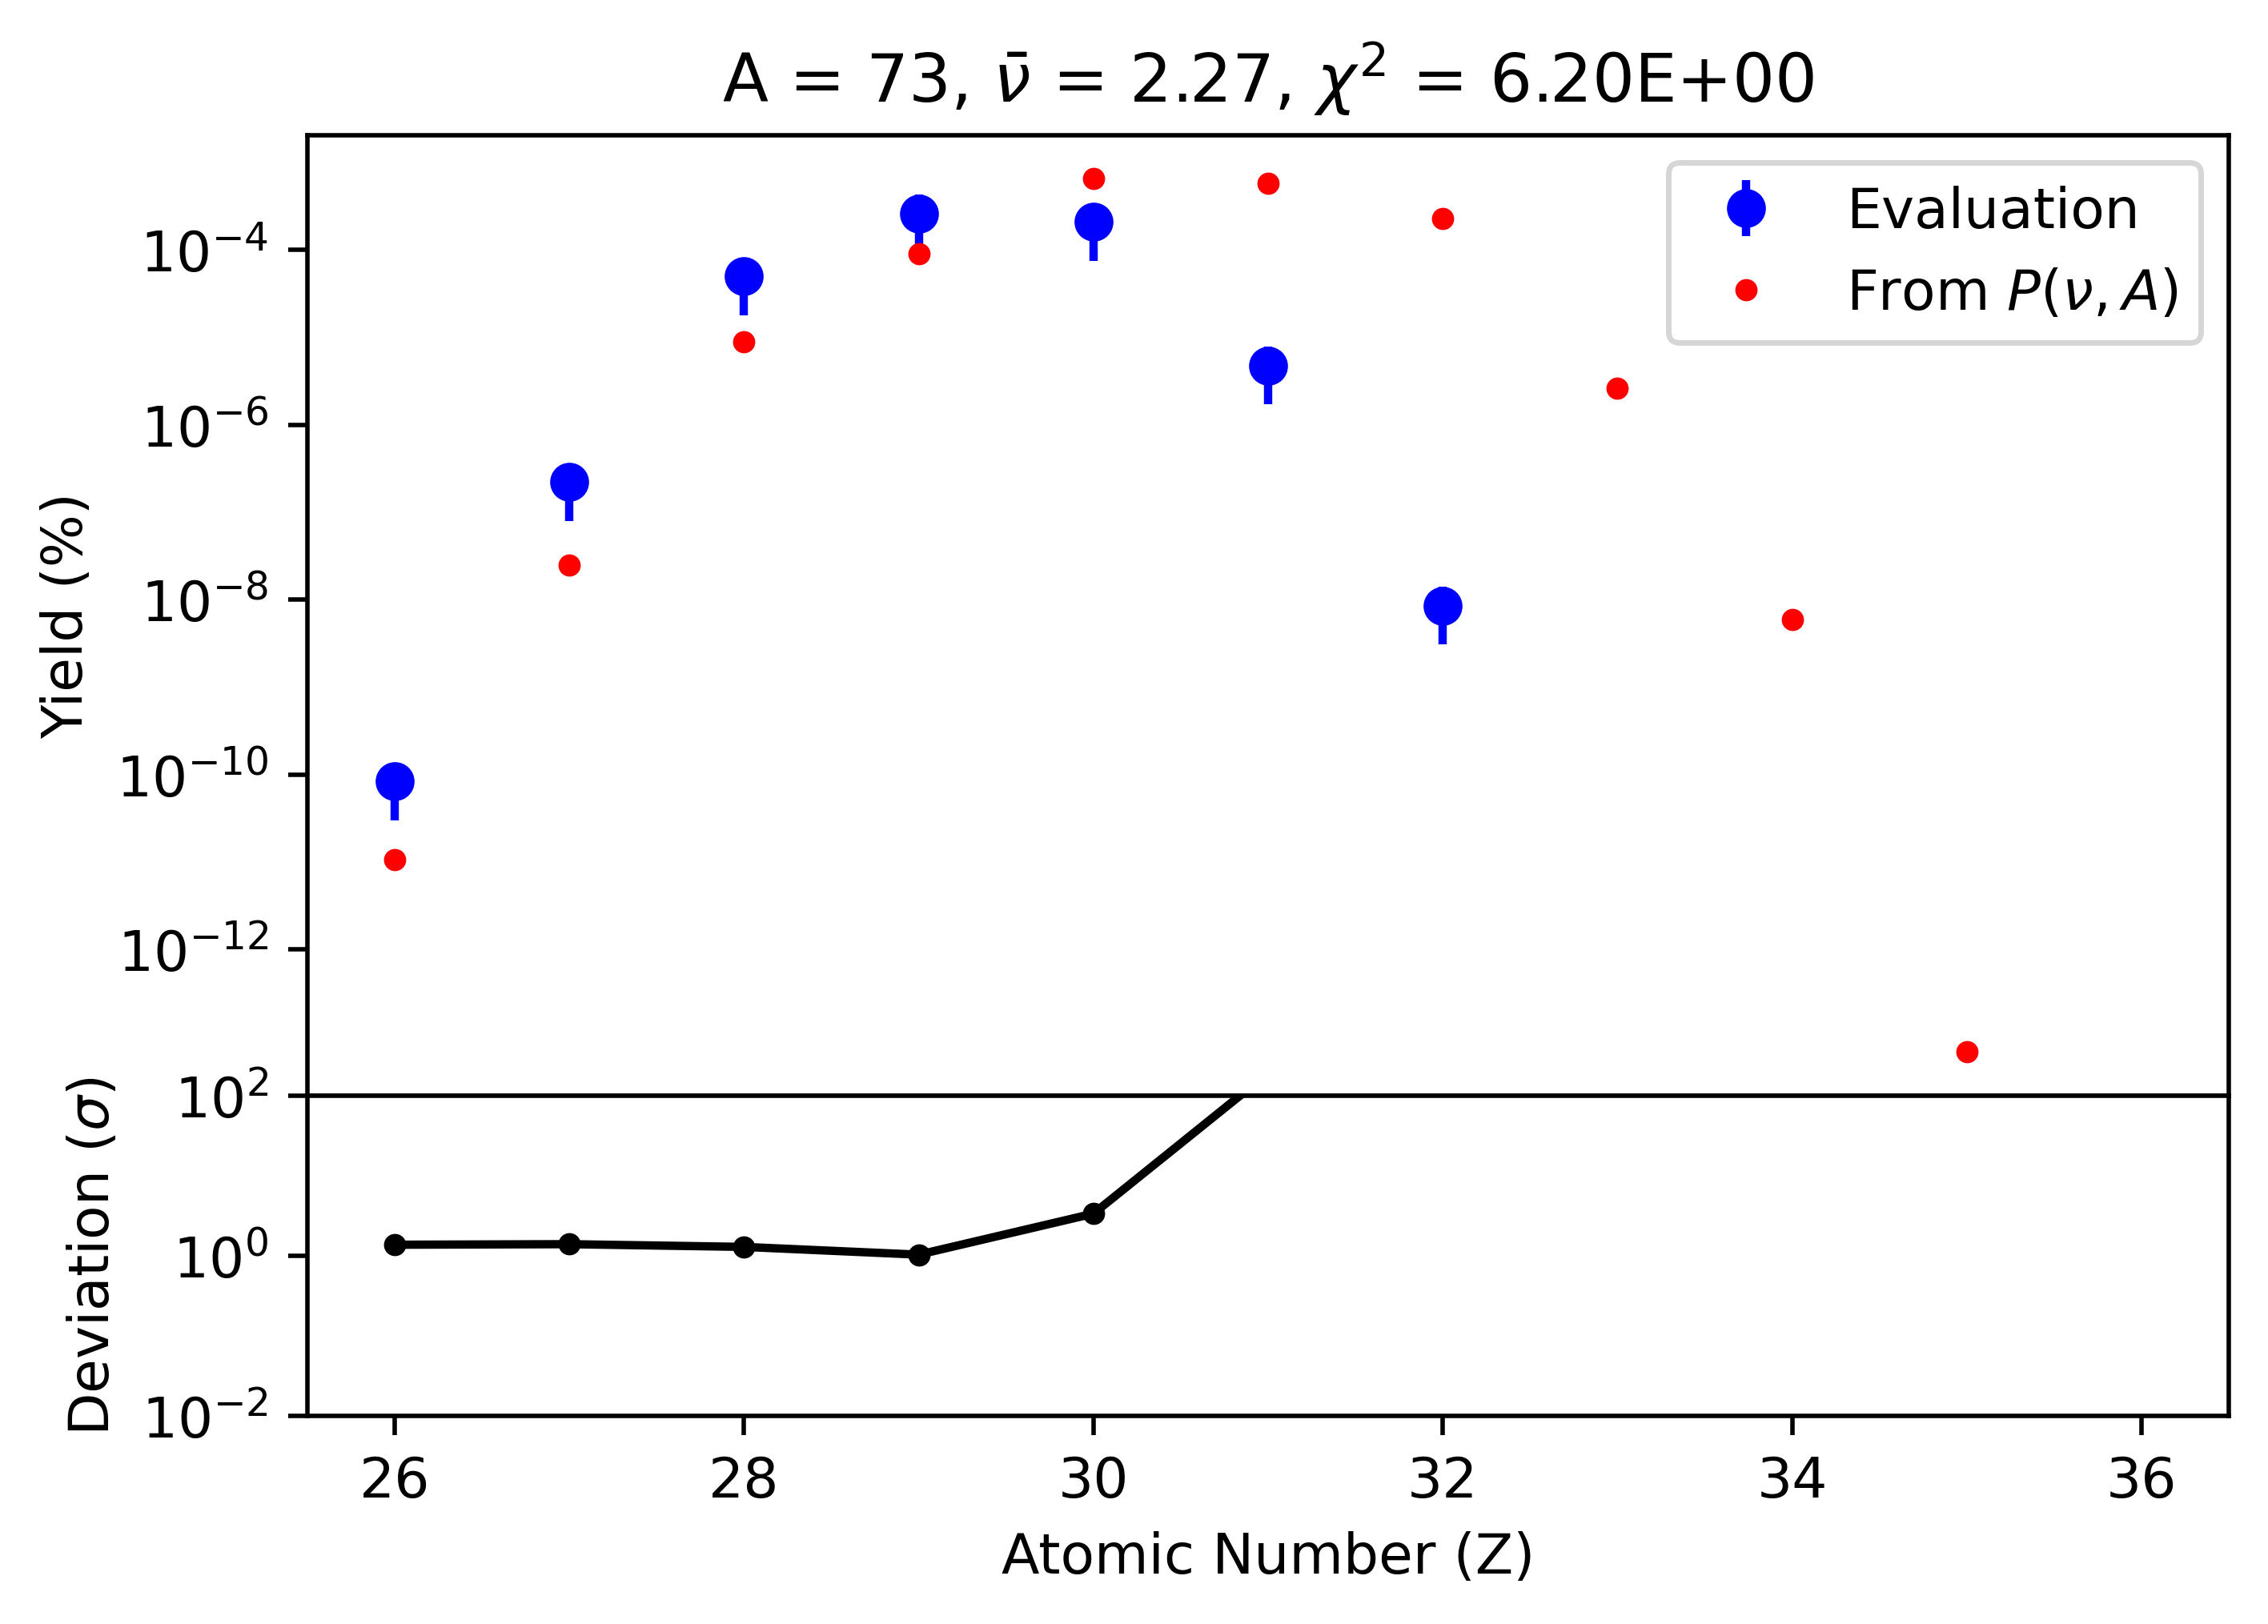 A = 73, ν̄ = 2.27, χ² = 6.20E+00
Evaluation
From P(ν, A)
Yield (%)
10⁻⁴
10⁻⁶
10⁻⁸
10⁻¹⁰
10⁻¹²
Deviation (σ)
10²
10⁰
10⁻²
26 28 30 32 34 36
Atomic Number (Z)